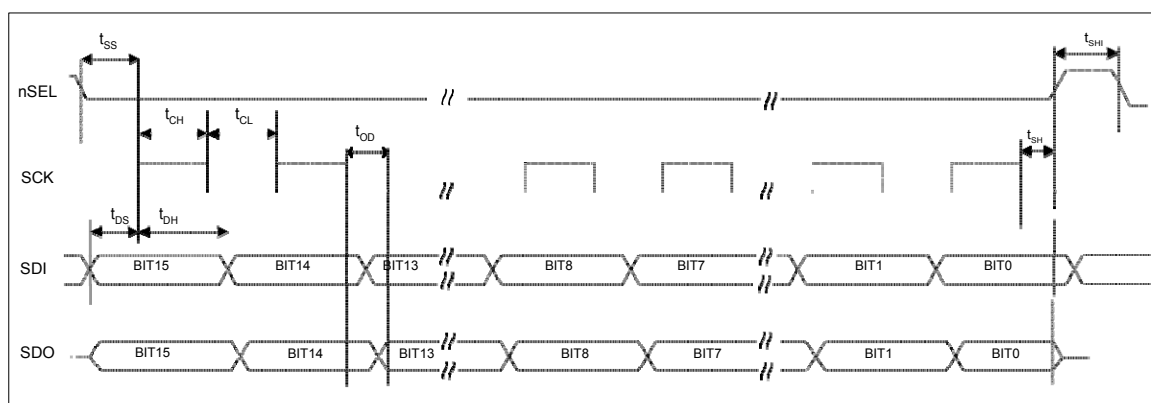 tSS
tSHI
nSEL
tCH
tCL
tOD
tSH
SCK
tDS
tDH
SDI
BIT15
BIT14
BIT13
BIT8
BIT7
BIT1
BIT0
SDO
BIT15
BIT14
BIT13
BIT8
BIT7
BIT1
BIT0